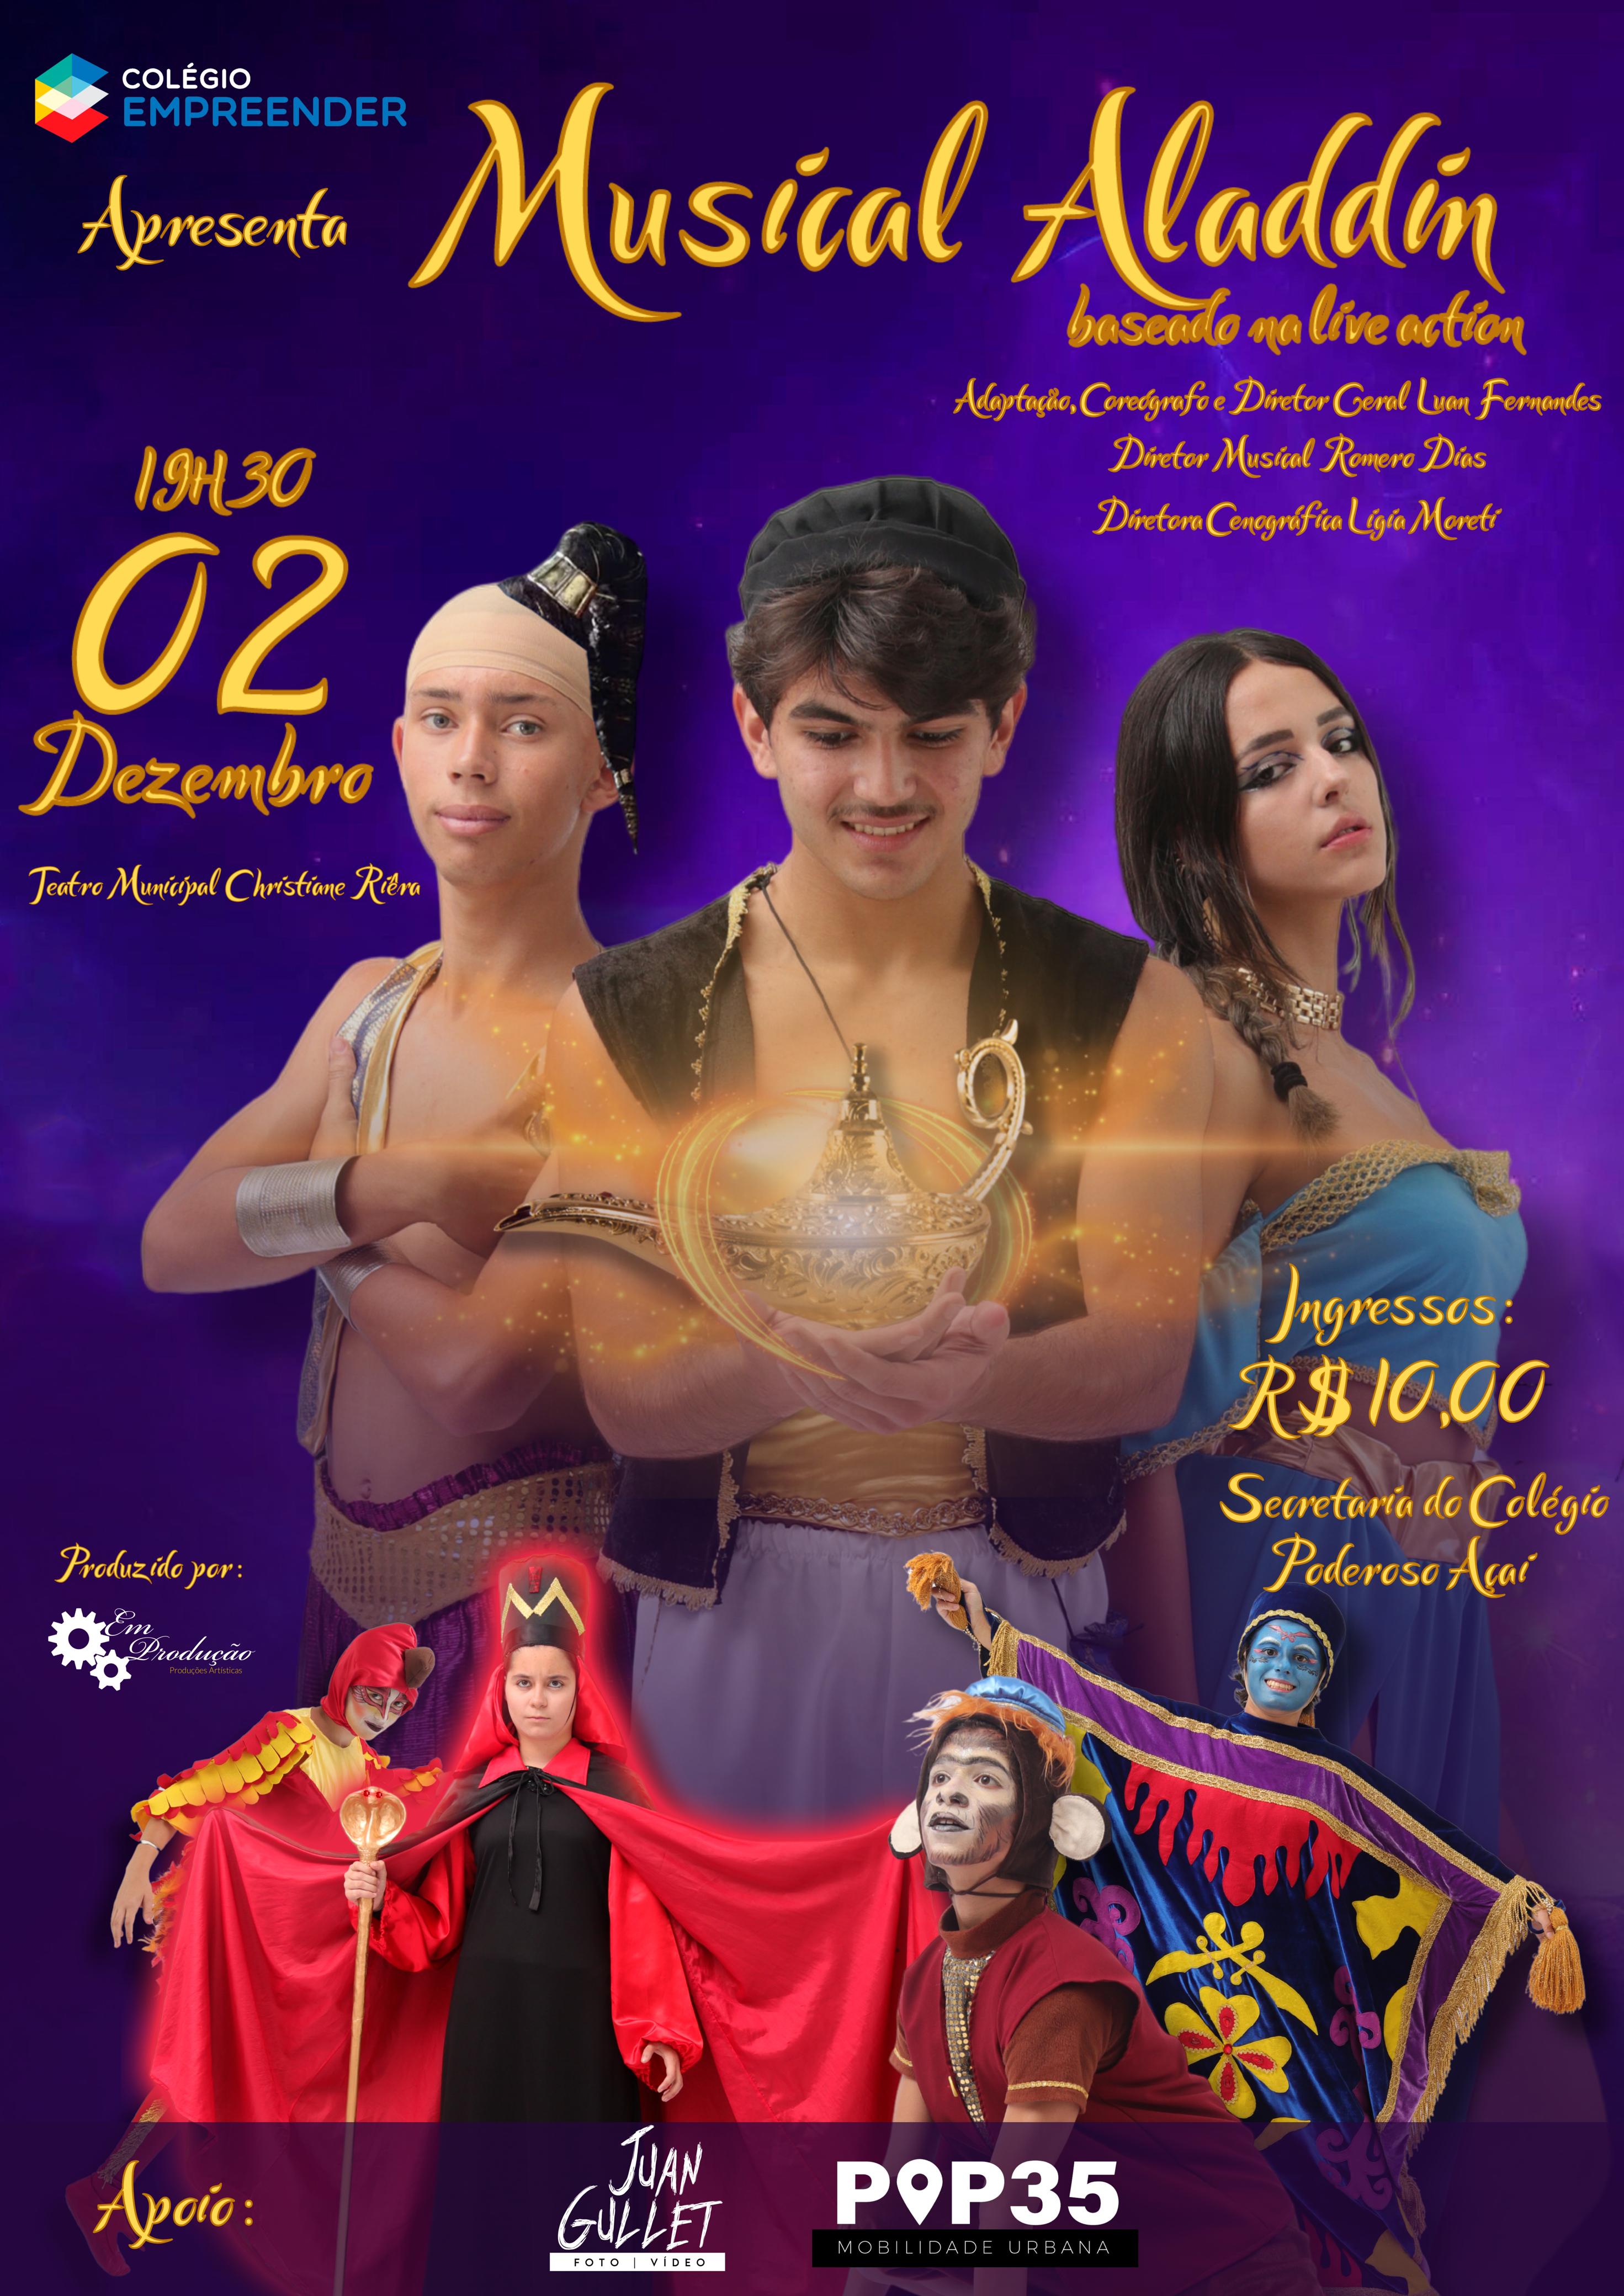 COLÉGIO
EMPREENDER
Apresenta
Musical Aladdin
baseado na live action
Adaptação, Coreógrafo e Diretor Geral Luan Fernandes
Diretor Musical Romero Dias
Diretora Cenográfica Lígia Moreti
19H30
02
Dezembro
Teatro Municipal Christiane Riêra
Ingressos:
R$10,00
Secretaria do Colégio
Poderoso Açaí
Produzido por:
Em
Produção
Produções Artísticas
M
Apoio:
JUAN
GULLET
FOTO | VÍDEO
POP35
MOBILIDADE URBANA